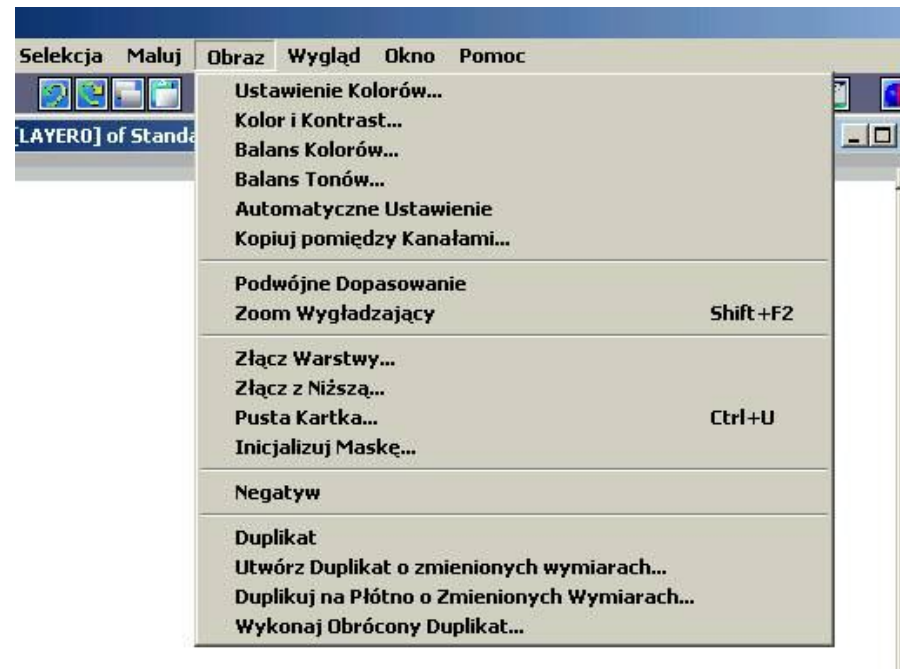 Selekcja Maluj Obraz Wygląd Okno Pomoc
[LAYER0] of Standa
Ustawienie Kolorów...
Kolor i Kontrast...
Balans Kolorów...
Balans Tonów...
Automatyczne Ustawienie
Kopiuj pomiędzy Kanałami...
Podwójne Dopasowanie
Zoom Wygładzający Shift+F2
Złącz Warstwy...
Złącz z Niższą...
Pusta Kartka... Ctrl+U
Inicjalizuj Maskę...
Negatyw
Duplikat
Utwórz Duplikat o zmienionych wymiarach...
Duplikuj na Płótno o Zmienionych Wymiarach...
Wykonaj Obrócony Duplikat...